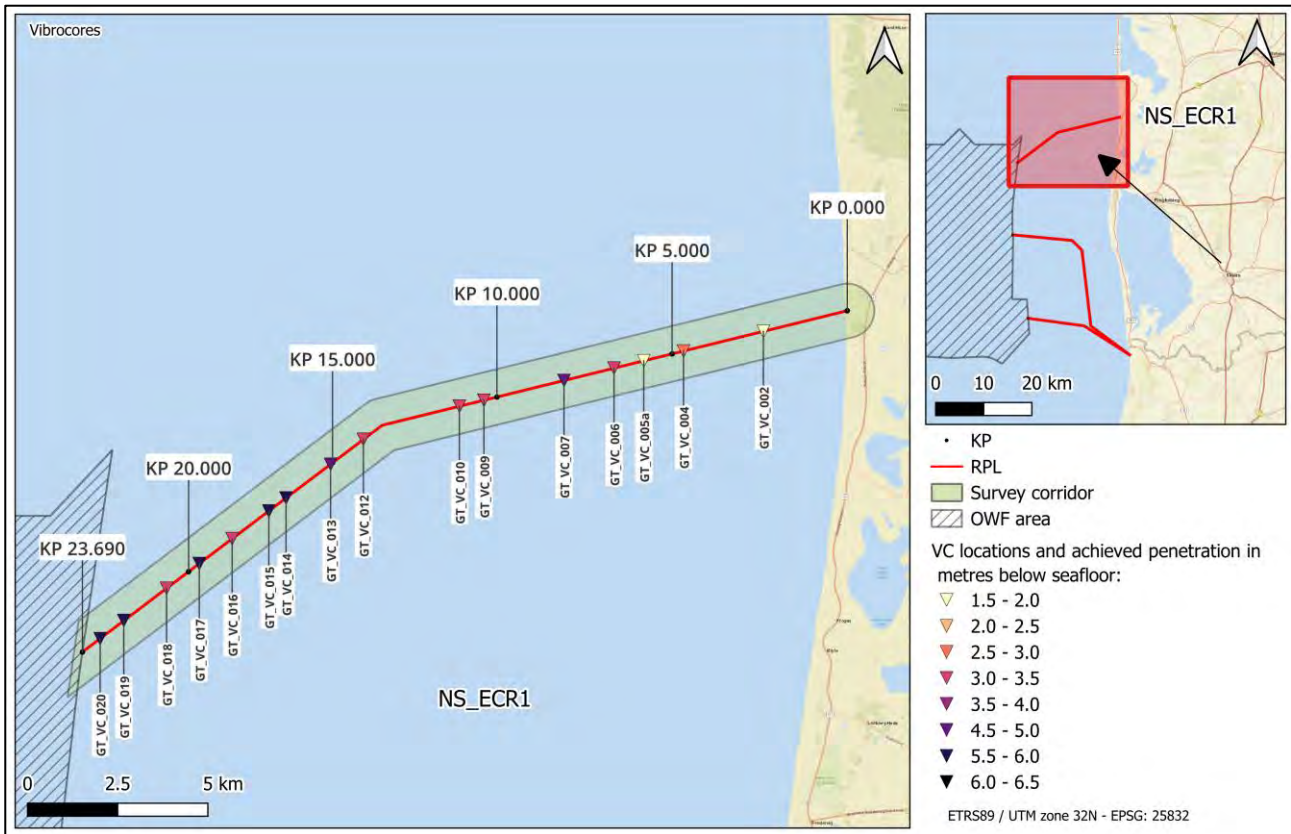 Vibrocores
KP 0.000
KP 5.000
KP 10.000
KP 15.000
KP 20.000
KP 23.690
GT_VC_002
GT_VC_004
GT_VC_005a
GT_VC_006
GT_VC_007
GT_VC_009
GT_VC_010
GT_VC_012
GT_VC_013
GT_VC_014
GT_VC_015
GT_VC_016
GT_VC_017
GT_VC_018
GT_VC_019
GT_VC_020
NS_ECR1
0 2.5 5 km
NS_ECR1
0 10 20 km
KP
RPL
Survey corridor
OWF area
VC locations and achieved penetration in
metres below seafloor:
1.5 - 2.0
2.0 - 2.5
2.5 - 3.0
3.0 - 3.5
3.5 - 4.0
4.5 - 5.0
5.5 - 6.0
6.0 - 6.5
ETRS89 / UTM zone 32N - EPSG: 25832